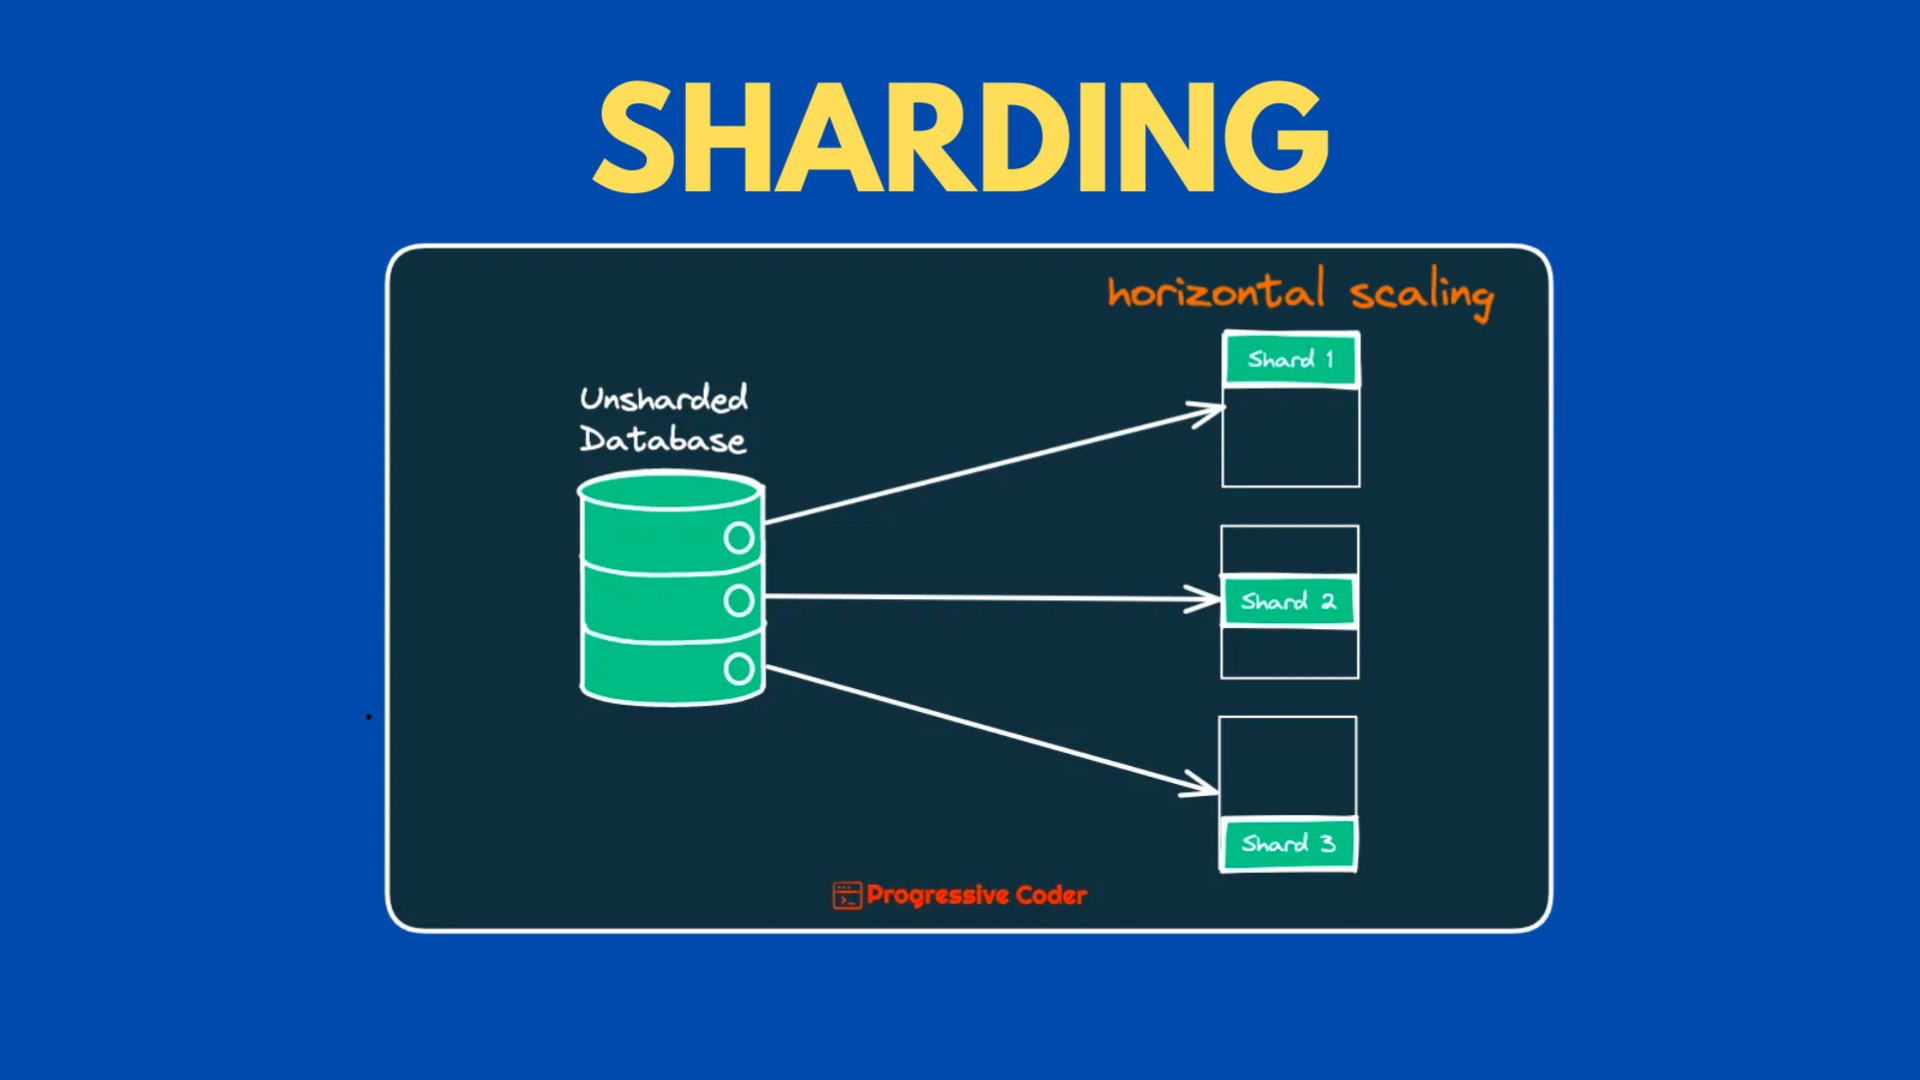 SHARDING
horizontal scaling
Unsharded
Database
Shard 1
Shard 2
Shard 3
Progressive Coder